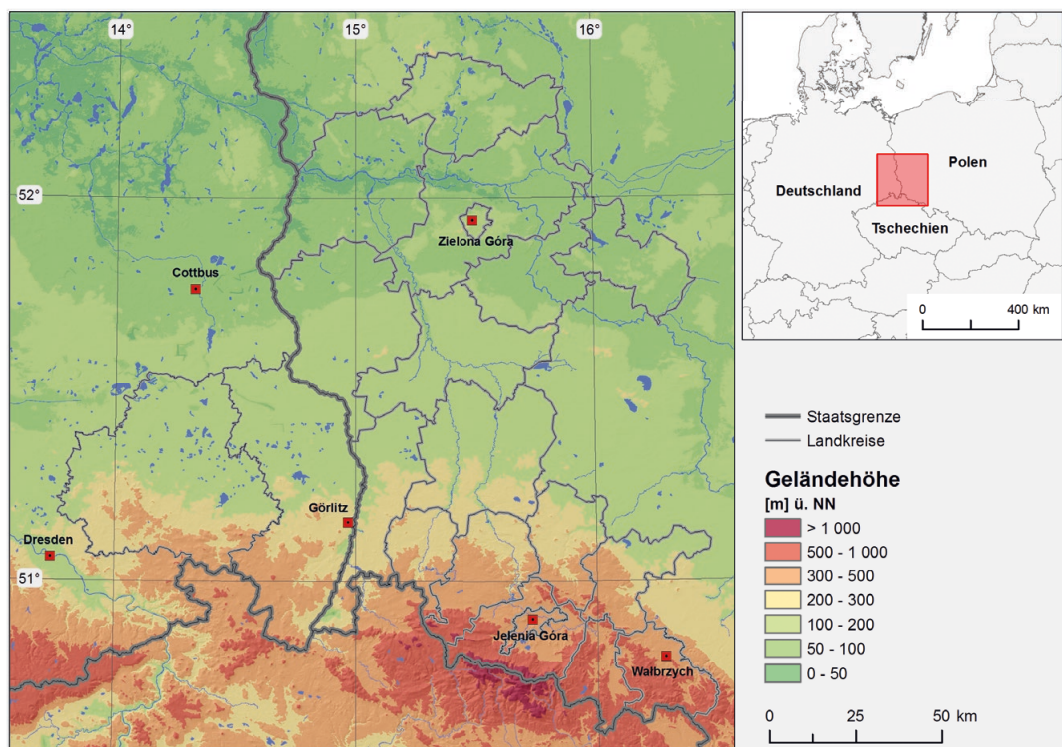 14°
15°
16°
52°
Zielona Góra
Cottbus
Görlitz
Dresden
51°
Jelenia Góra
Wałbrzych
Polen
Deutschland
Tschechien
0
400 km
Staatsgrenze
Landkreise
Geländehöhe
[m] ü. NN
> 1 000
500 - 1 000
300 - 500
200 - 300
100 - 200
50 - 100
0 - 50
0 25 50 km